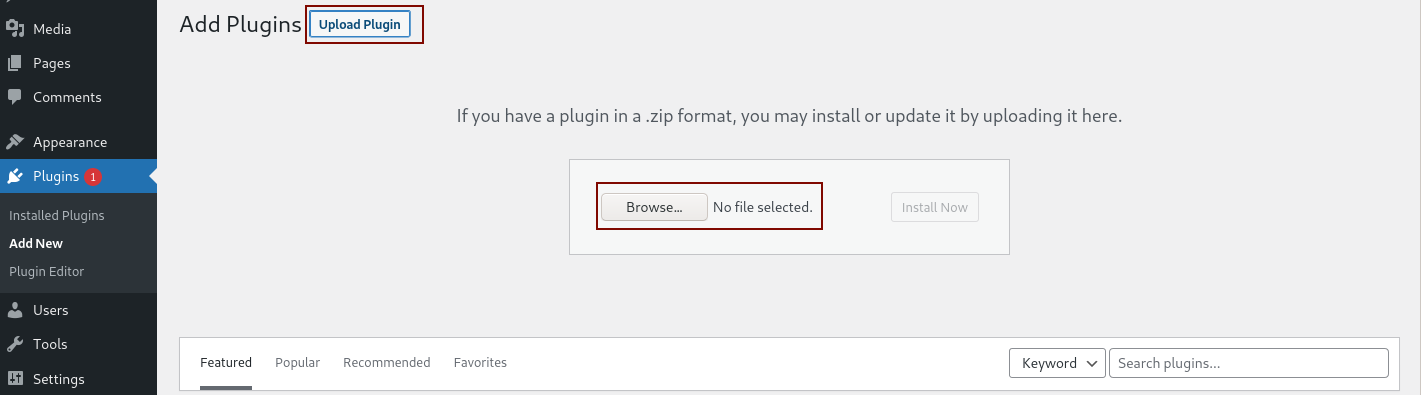 Media
Pages
Comments
Appearance
Plugins 1
Installed Plugins
Add New
Plugin Editor
Users
Tools
Settings
Add Plugins Upload Plugin
If you have a plugin in a .zip format, you may install or update it by uploading it here.
Browse... No file selected. Install Now
Featured Popular Recommended Favorites Keyword Search plugins...